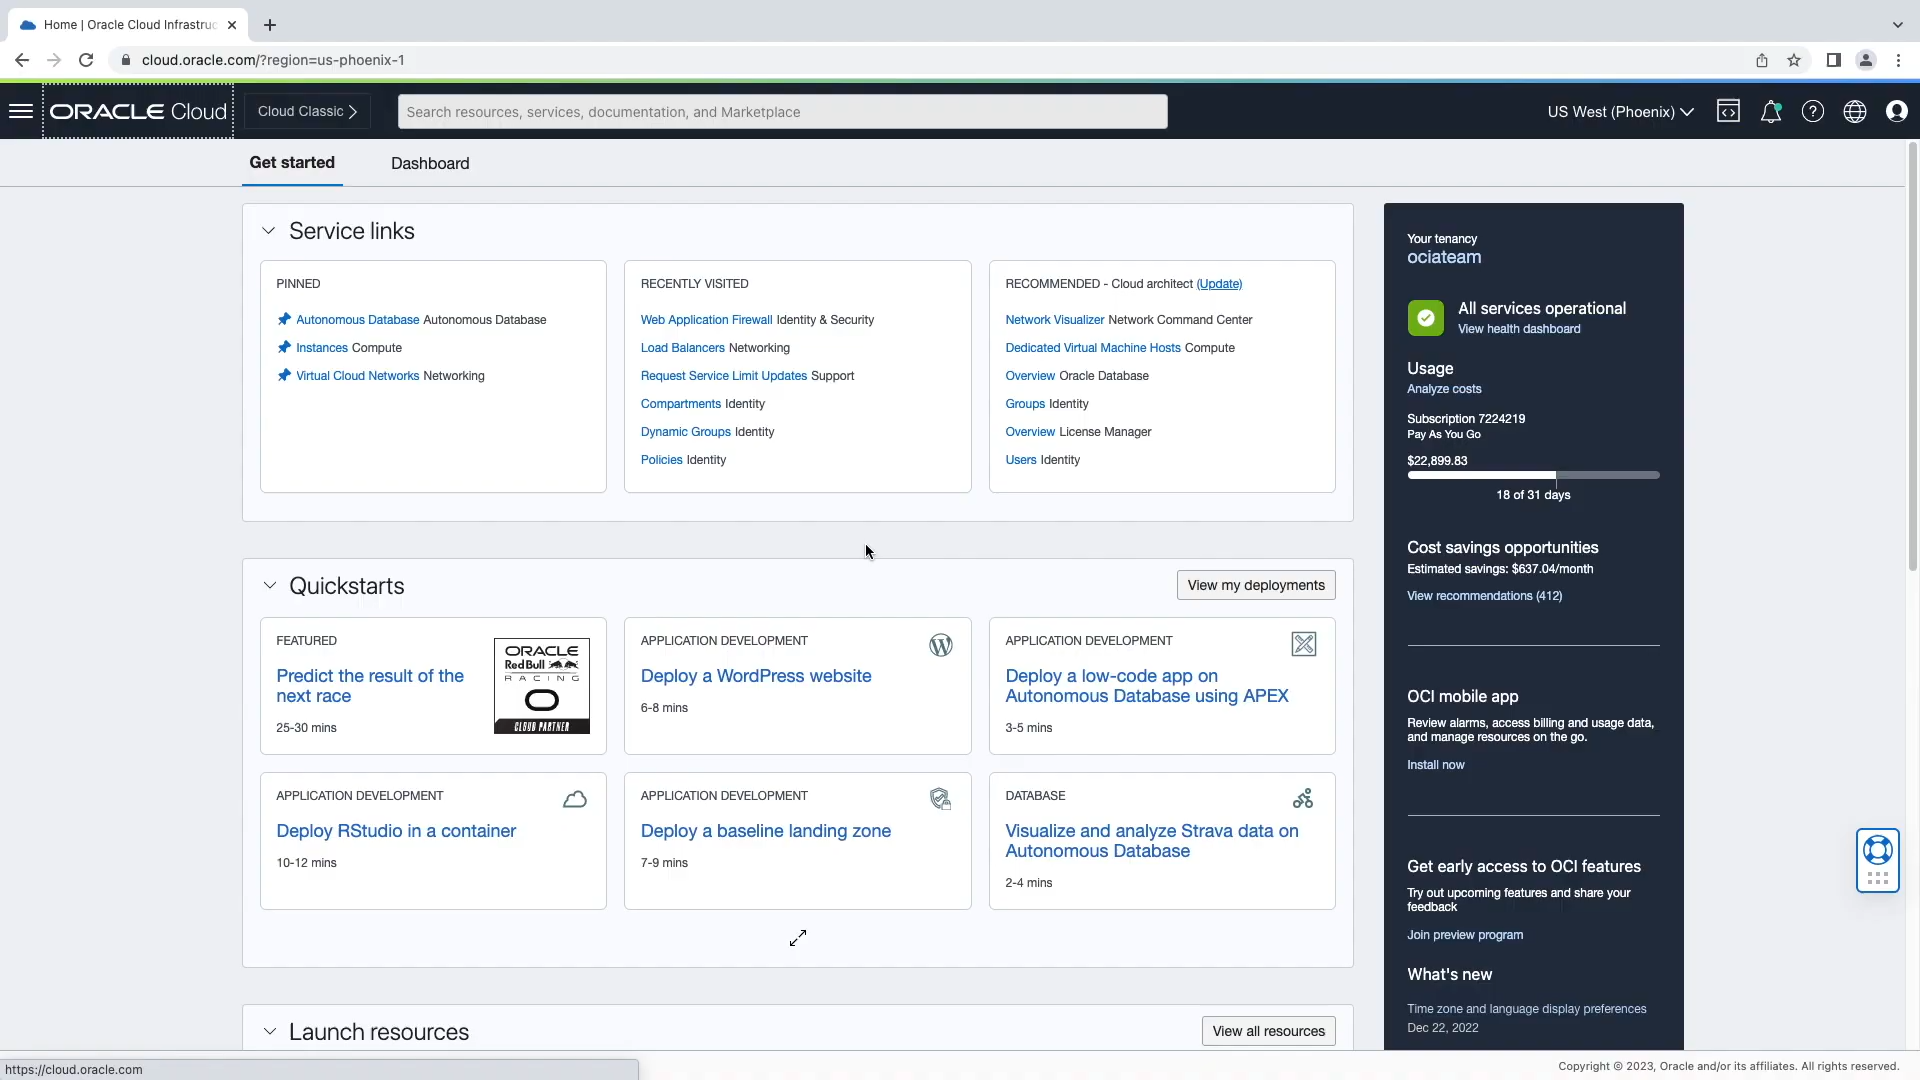 Home | Oracle Cloud Infrastruc
cloud.oracle.com/?region=us-phoenix-1
ORACLE Cloud
Cloud Classic
Search resources, services, documentation, and Marketplace
US West (Phoenix)
Get started
Dashboard
Service links
PINNED
Autonomous Database Autonomous Database
Instances Compute
Virtual Cloud Networks Networking
RECENTLY VISITED
Web Application Firewall Identity & Security
Load Balancers Networking
Request Service Limit Updates Support
Compartments Identity
Dynamic Groups Identity
Policies Identity
RECOMMENDED - Cloud architect (Update)
Network Visualizer Network Command Center
Dedicated Virtual Machine Hosts Compute
Overview Oracle Database
Groups Identity
Overview License Manager
Users Identity
Quickstarts
View my deployments
FEATURED
Predict the result of the
next race
25-30 mins
ORACLE
Red Bull
RACING
CLOUD PARTNER
APPLICATION DEVELOPMENT
Deploy a WordPress website
6-8 mins
APPLICATION DEVELOPMENT
Deploy a low-code app on
Autonomous Database using APEX
3-5 mins
APPLICATION DEVELOPMENT
Deploy RStudio in a container
10-12 mins
APPLICATION DEVELOPMENT
Deploy a baseline landing zone
7-9 mins
DATABASE
Visualize and analyze Strava data on
Autonomous Database
2-4 mins
Launch resources
View all resources
Your tenancy
ociateam
All services operational
View health dashboard
Usage
Analyze costs
Subscription 7224219
Pay As You Go
$22,899.83
18 of 31 days
Cost savings opportunities
Estimated savings: $637.04/month
View recommendations (412)
OCI mobile app
Review alarms, access billing and usage data,
and manage resources on the go.
Install now
Get early access to OCI features
Try out upcoming features and share your
feedback
Join preview program
What's new
Time zone and language display preferences
Dec 22, 2022
https://cloud.oracle.com
Copyright © 2023, Oracle and/or its affiliates. All rights reserved.